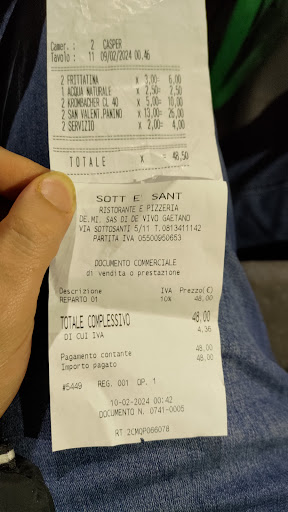 Camer.: 2 CASPER
Tavolo : 11 09/02/2024 00.46
2 FRITTATINA x 3,00= 6,00
1 ACQUA NATURALE x 2,50= 2,50
2 KROMBACHER CL 40 x 5,00= 10,00
2 SAN VALENT.PANINO x 13,00= 26,00
2 SERVIZIO x 2,00= 4,00
TOTALE x = 48,50
SOTT E SANT
RISTORANTE E PIZZERIA
DE.MI. SAS DI DE VIVO GAETANO
VIA SOTTOSANTI 5/11 T.0813411142
PARTITA IVA 05500960653
DOCUMENTO COMMERCIALE
di vendita o prestazione
Descrizione IVA Prezzo(€)
REPARTO 01 10% 48,00
TOTALE COMPLESSIVO 48,00
DI CUI IVA 4,36
Pagamento contante 48,00
Importo pagato 48,00
#5449 REG. 001 OP. 1
10-02-2024 00:42
DOCUMENTO N. 0741-0005
RT 2CMQP066078